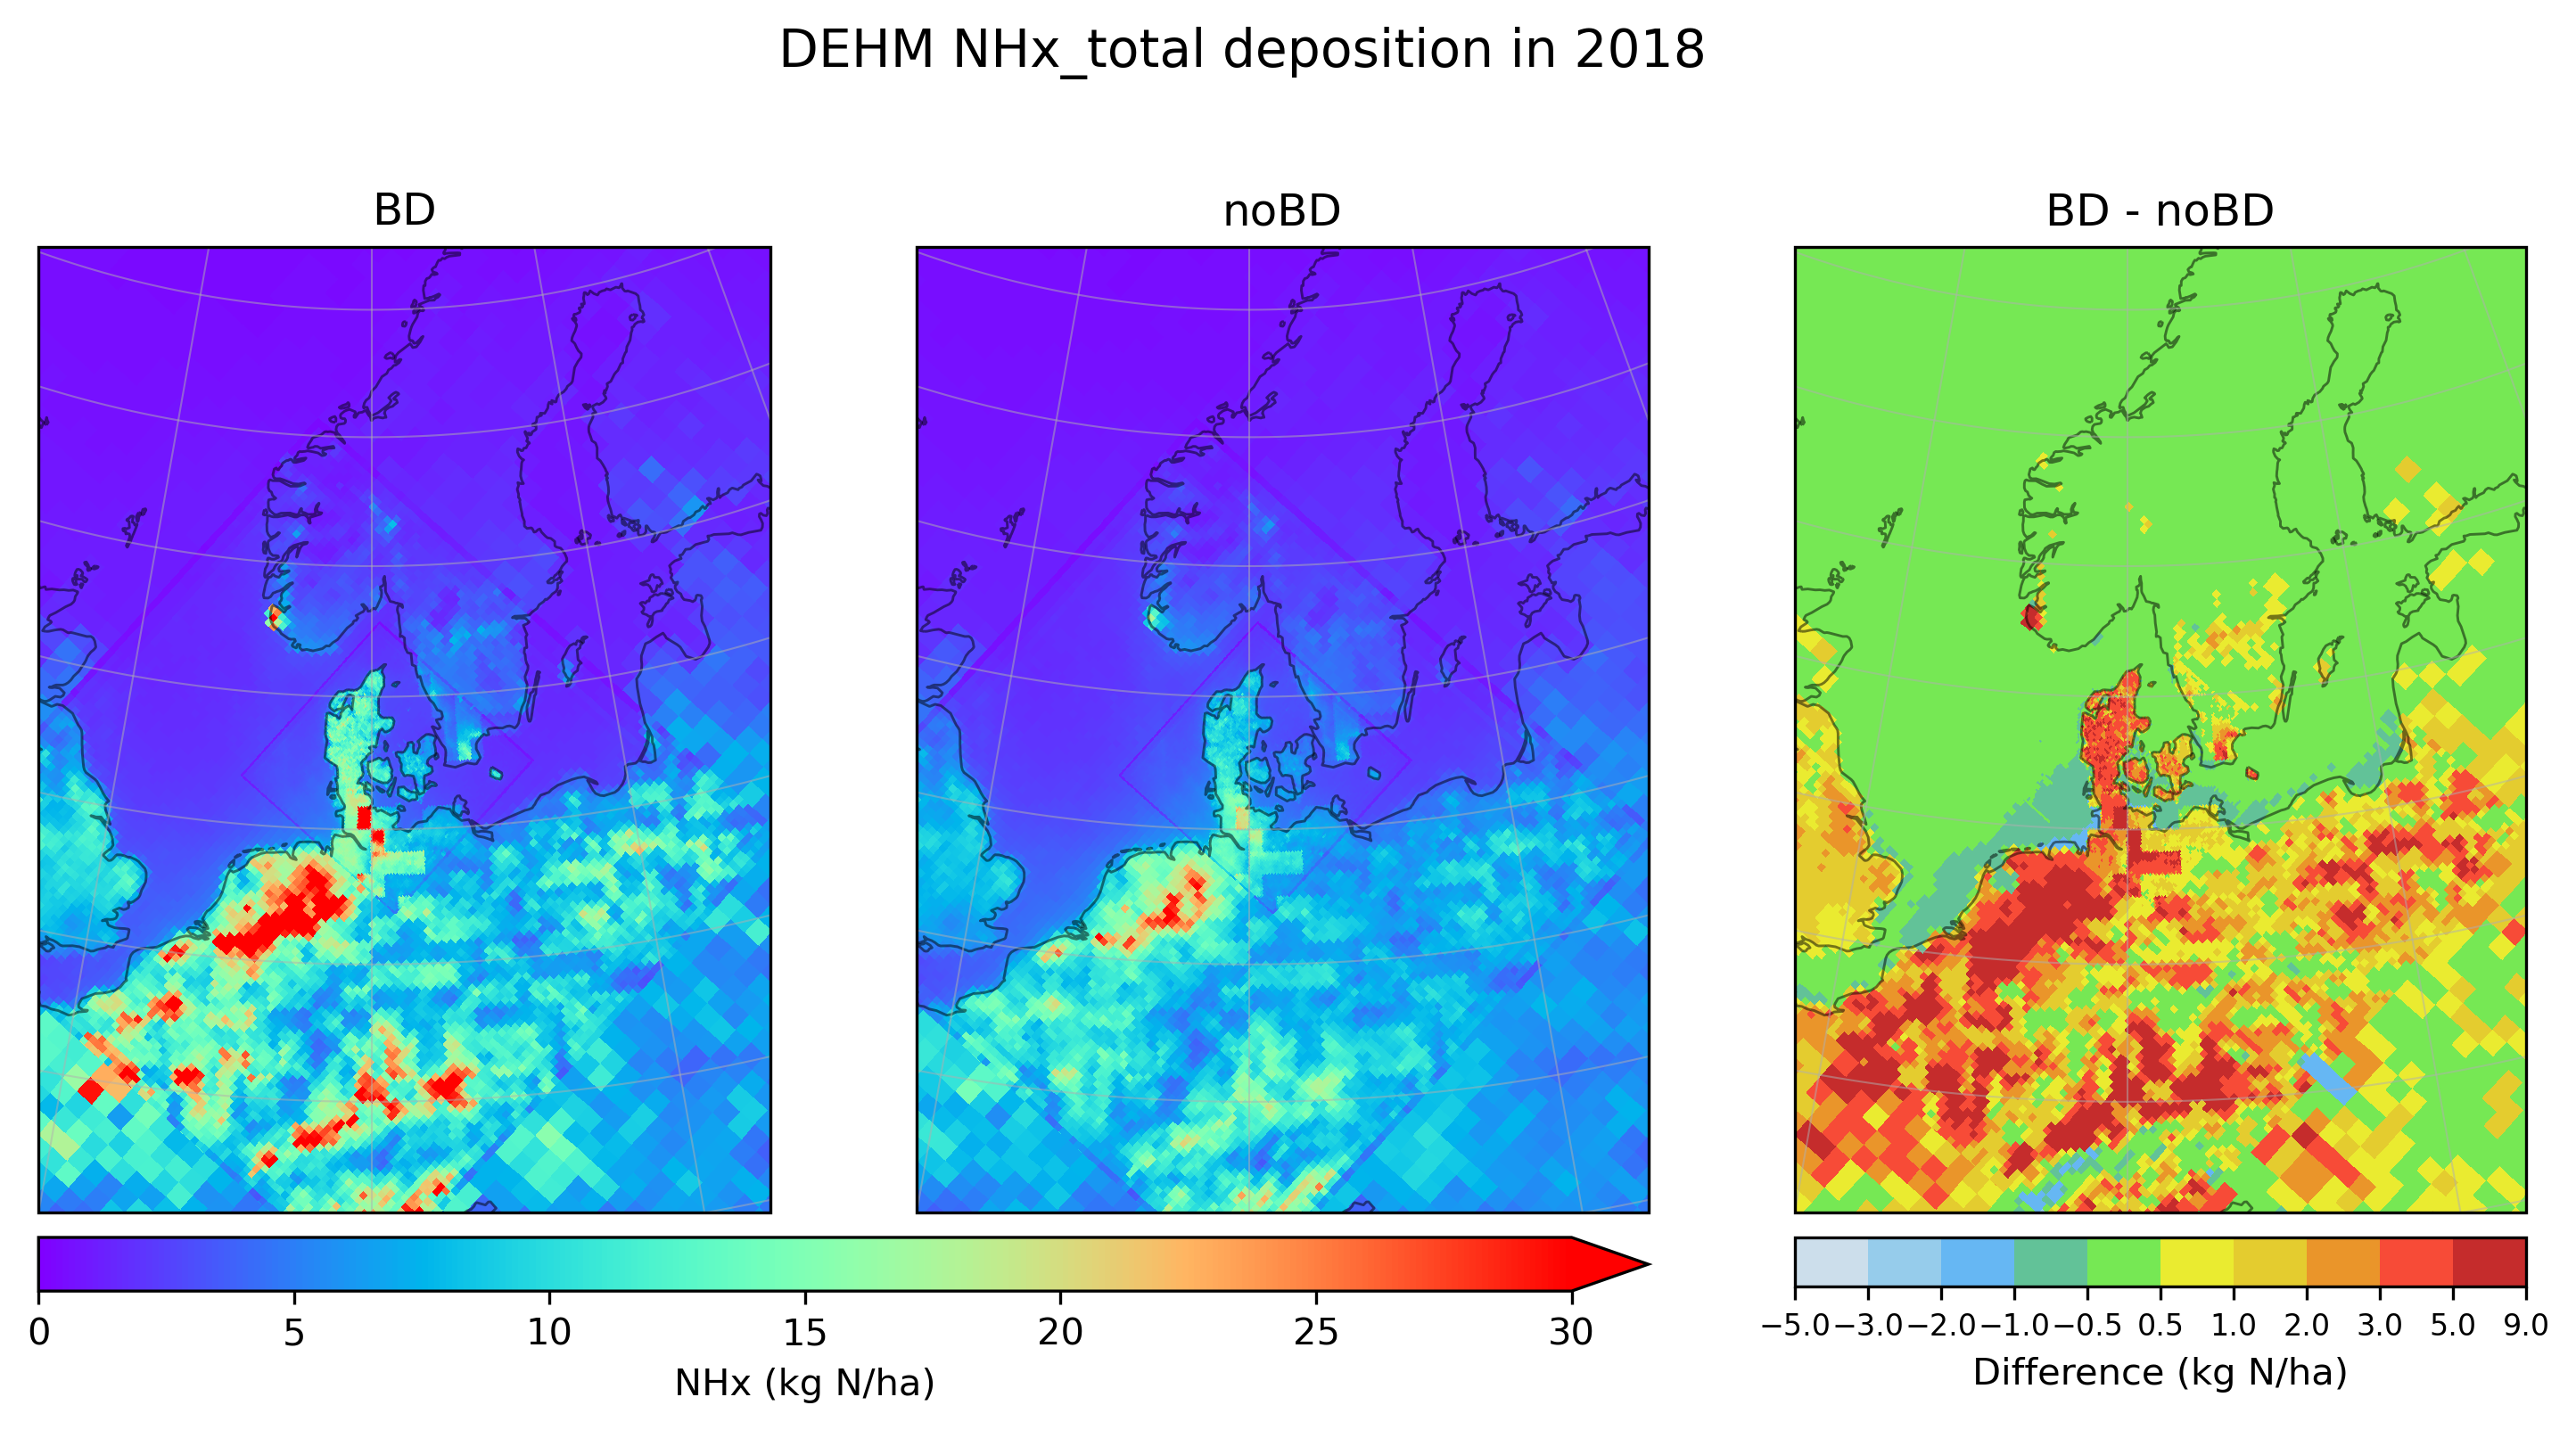 DEHM NHx_total deposition in 2018
BD
noBD
BD - noBD
0 5 10 15 20 25 30
NHx (kg N/ha)
−5.0 −3.0 −2.0 −1.0 −0.5 0.5 1.0 2.0 3.0 5.0 9.0
Difference (kg N/ha)